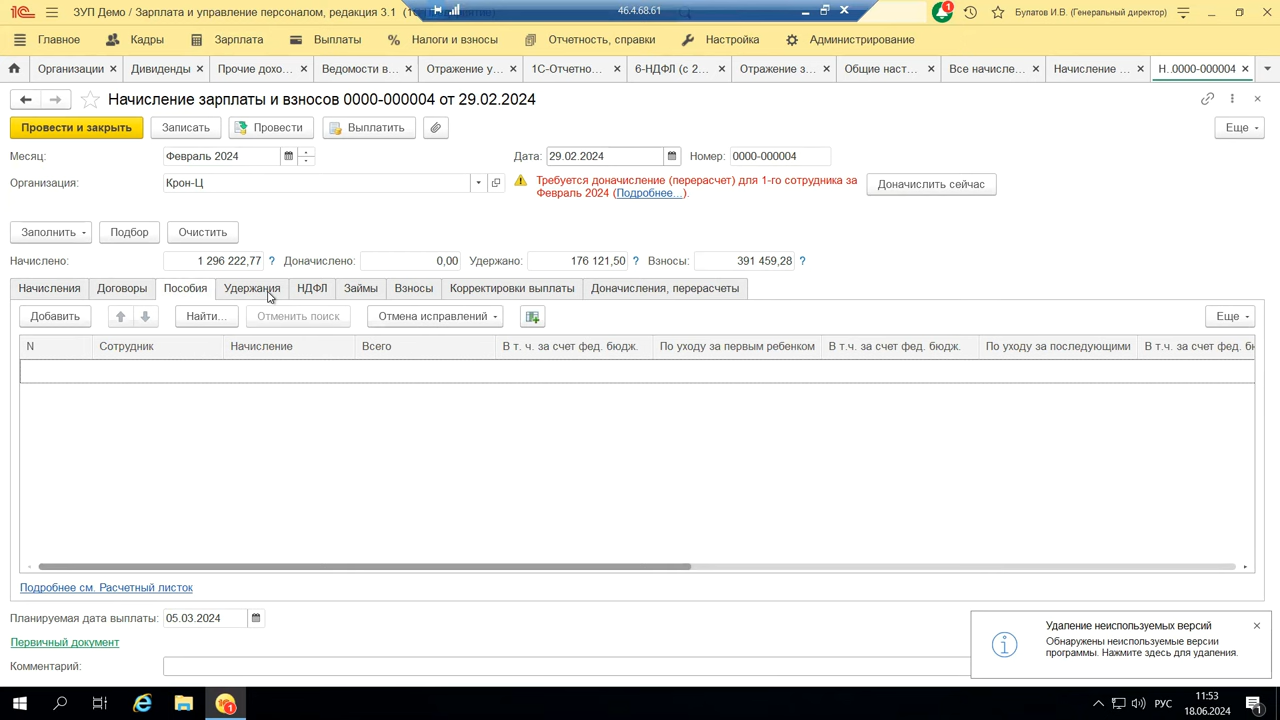 ЗУП Демо / Зарплата и управление персоналом, редакция 3.1 (1С
46.4.68.61
1
Булатов И.В. (Генеральный директор)
Главное
Кадры
Зарплата
Выплаты
Налоги и взносы
Отчетность, справки
Настройка
Администрирование
Организации
Дивиденды
Прочие дохо...
Ведомости в...
Отражение у...
1С-Отчетно...
6-НДФЛ (с 2...
Отражение з...
Общие наст...
Все начисле...
Начисление ...
Н..0000-000004
Начисление зарплаты и взносов 0000-000004 от 29.02.2024
Провести и закрыть
Записать
Провести
Выплатить
Еще
Месяц:
Февраль 2024
Дата:
29.02.2024
Номер:
0000-000004
Организация:
Крон-Ц
Требуется доначисление (перерасчет) для 1-го сотрудника за
Февраль 2024 (Подробнее...).
Доначислить сейчас
Заполнить
Подбор
Очистить
Начислено:
1 296 222,77
?
Доначислено:
0,00
Удержано:
176 121,50
?
Взносы:
391 459,28
?
Начисления
Договоры
Пособия
Удержания
НДФЛ
Займы
Взносы
Корректировки выплаты
Доначисления, перерасчеты
Добавить
Найти...
Отменить поиск
Отмена исправлений
Еще
N
Сотрудник
Начисление
Всего
В т. ч. за счет фед. бюдж.
По уходу за первым ребенком
В т.ч. за счет фед. бюдж.
По уходу за последующими
В т.ч. за счет фед. б
Подробнее см. Расчетный листок
Планируемая дата выплаты:
05.03.2024
Первичный документ
Комментарий:
Удаление неиспользуемых версий
Обнаружены неиспользуемые версии
программы. Нажмите здесь для удаления.
1
РУС
11:53
18.06.2024
1